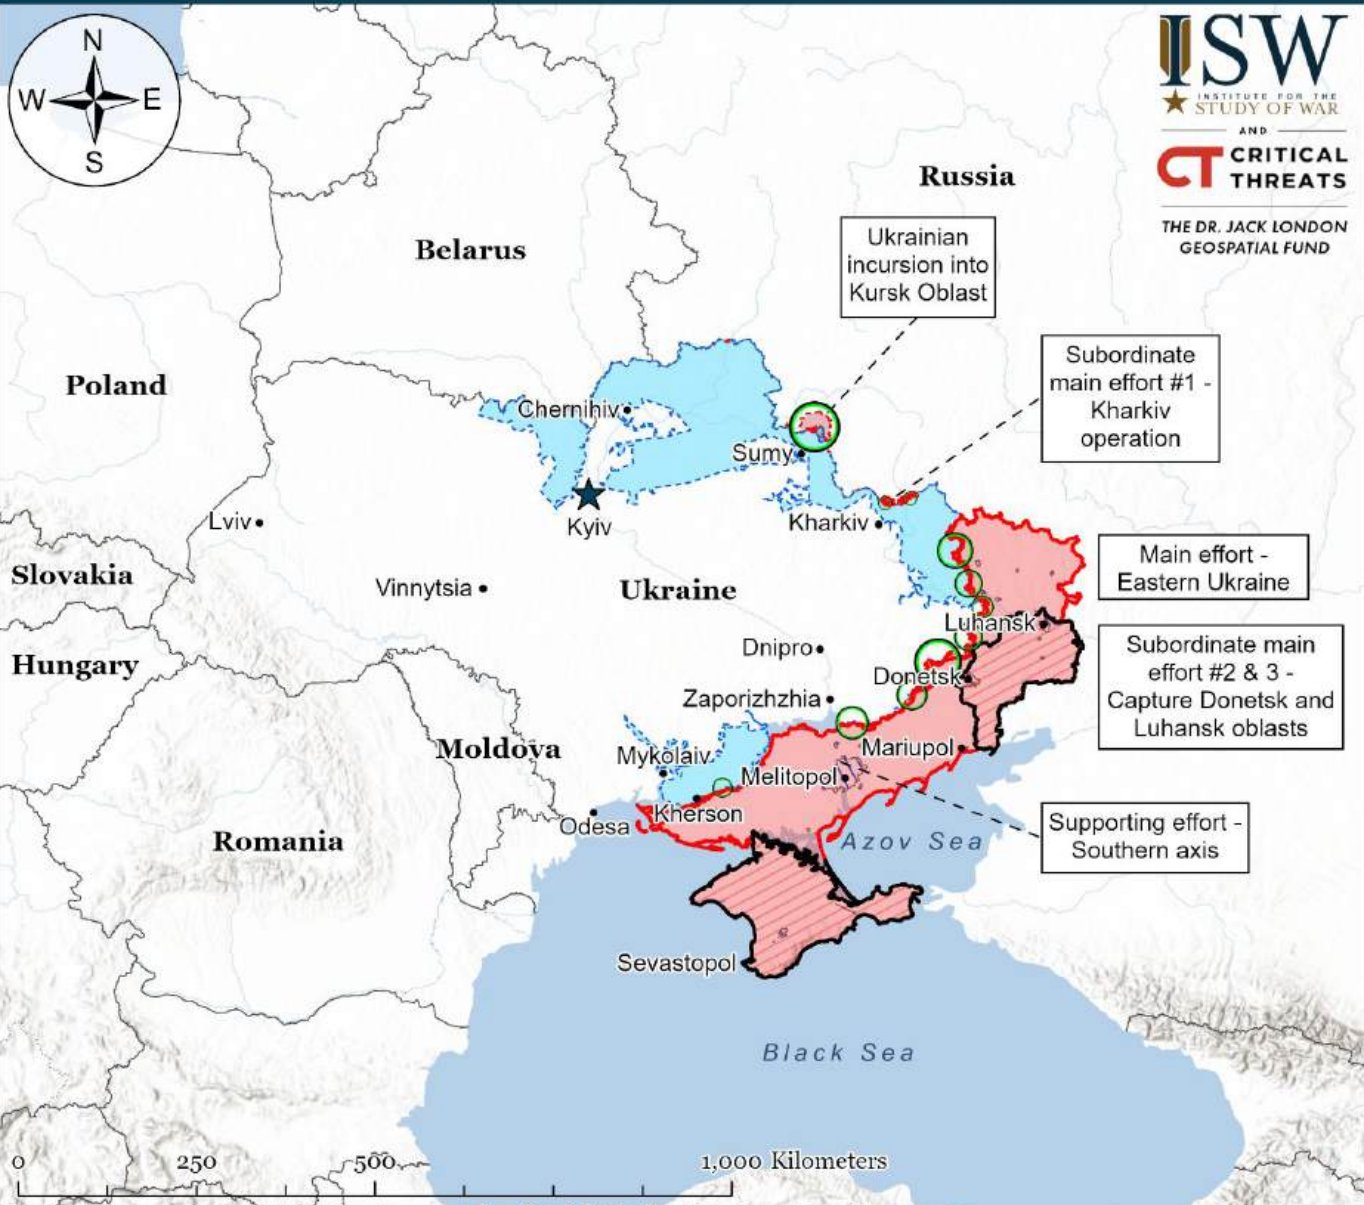 N
W
E
S
ISW
INSTITUTE FOR THE
STUDY OF WAR
AND
CT CRITICAL
THREATS
THE DR. JACK LONDON
GEOSPATIAL FUND
Russia
Ukrainian
incursion into
Kursk Oblast
Belarus
Subordinate
main effort #1 -
Kharkiv
operation
Poland
Chernihiv
Sumy
Kyiv
Kharkiv
Lviv
Main effort -
Eastern Ukraine
Slovakia
Vinnytsia
Ukraine
Luhansk
Subordinate main
effort #2 & 3 -
Capture Donetsk and
Luhansk oblasts
Hungary
Dnipro
Donetsk
Zaporizhzhia
Moldova
Mykolaiv
Mariupol
Melitopol
Kherson
Odesa
Supporting effort -
Southern axis
Romania
Azov Sea
Sevastopol
Black Sea
0
250
500
1,000 Kilometers